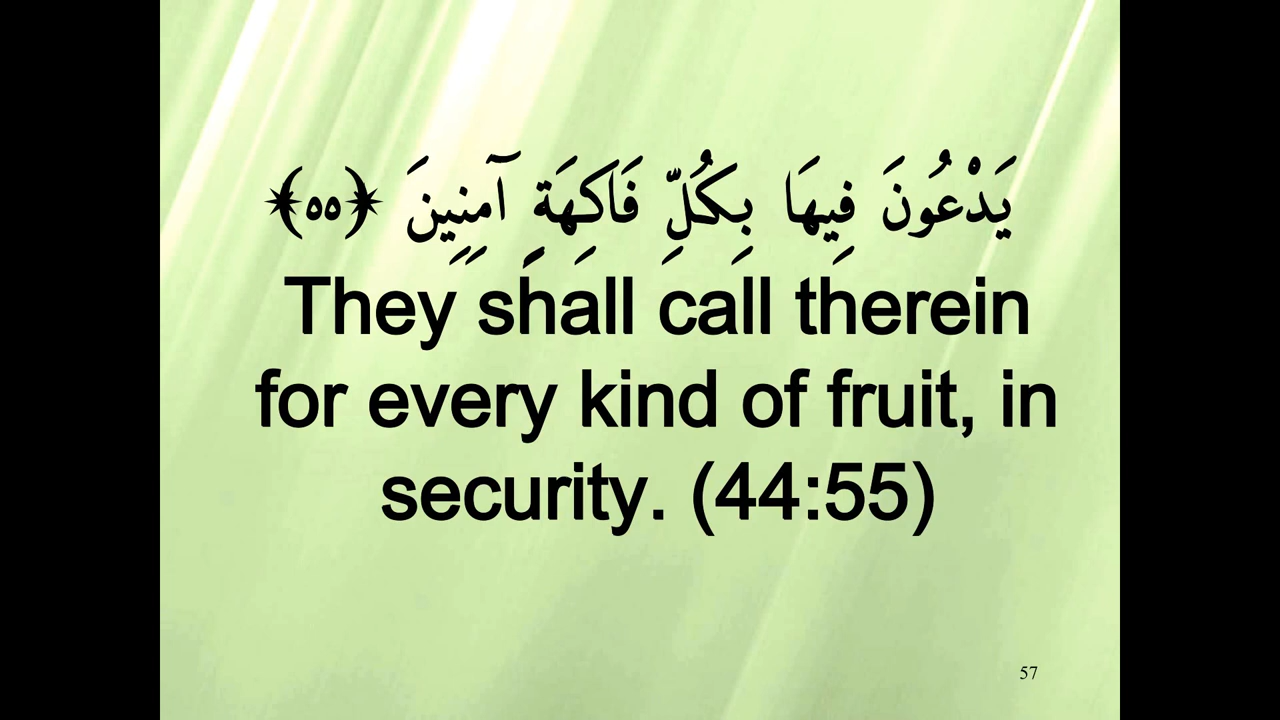 يَدْعُونَ فِيهَا بِكُلِّ فَاكِهَةٍ آمِنِينَ ﴿٥٥﴾
They shall call therein
for every kind of fruit, in
security. (44:55)
57